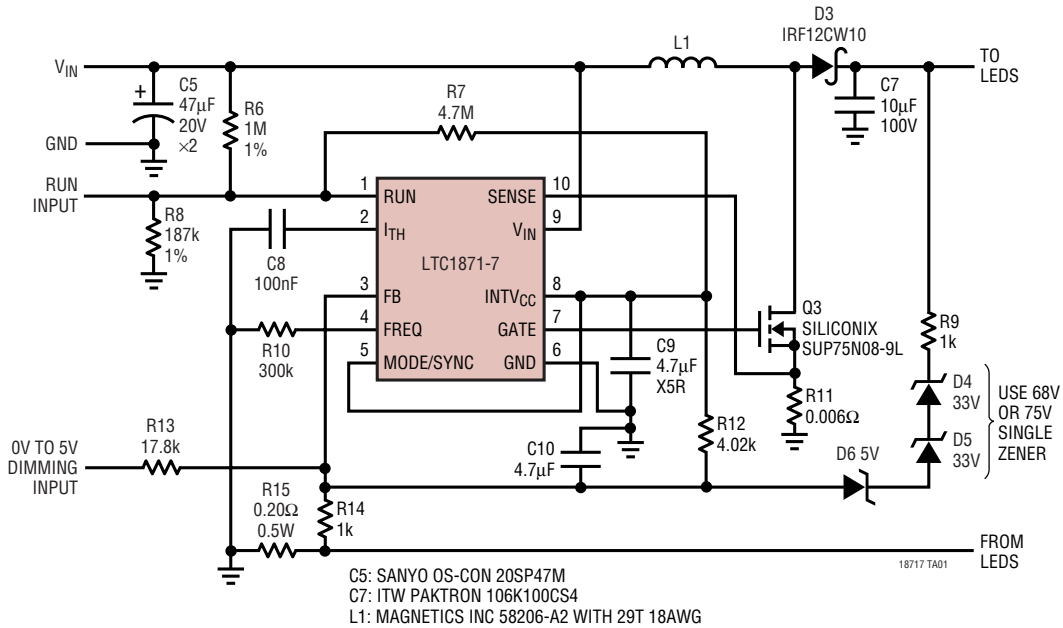 D3
IRF12CW10
L1
TO
LEDS
VIN
C5
47µF
20V
×2
+
R6
1M
1%
R7
4.7M
C7
10µF
100V
GND
RUN
INPUT
R8
187k
1%
C8
100nF
1
2
3
4
5
RUN
ITH
FB
FREQ
MODE/SYNC
LTC1871-7
SENSE
VIN
INTVCC
GATE
GND
10
9
8
7
6
R10
300k
C9
4.7µF
X5R
Q3
SILICONIX
SUP75N08-9L
R11
0.006Ω
R9
1k
D4
33V
D5
33V
USE 68V
OR 75V
SINGLE
ZENER
R12
4.02k
D6 5V
C10
4.7µF
0V TO 5V
DIMMING
INPUT
R13
17.8k
R15
0.20Ω
0.5W
R14
1k
FROM
LEDS
18717 TA01
C5: SANYO OS-CON 20SP47M
C7: ITW PAKTRON 106K100CS4
L1: MAGNETICS INC 58206-A2 WITH 29T 18AWG